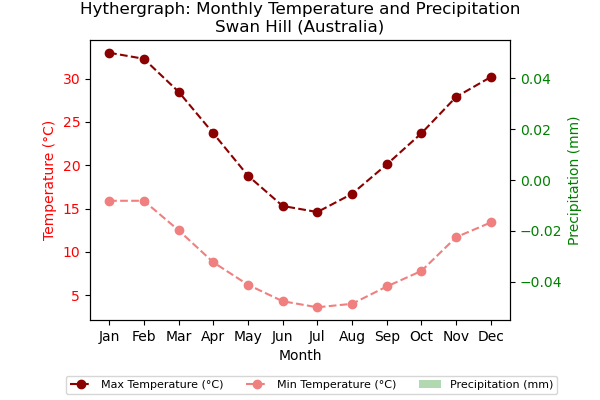 Hythergraph: Monthly Temperature and Precipitation
Swan Hill (Australia)
Temperature (°C)
30
25
20
15
10
5
0.04
0.02
0.00
−0.02
−0.04
Precipitation (mm)
Jan Feb Mar Apr May Jun Jul Aug Sep Oct Nov Dec
Month
Max Temperature (°C) Min Temperature (°C) Precipitation (mm)